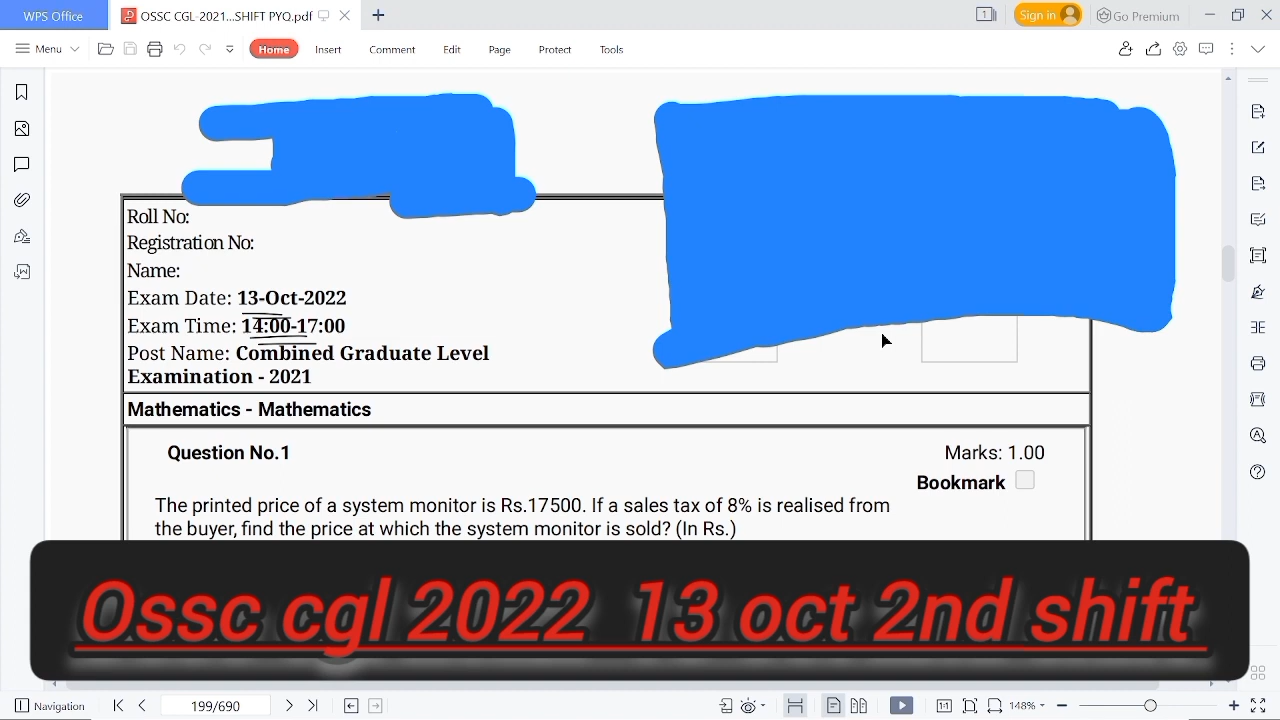 WPS Office
OSSC CGL-2021...SHIFT PYQ.pdf
1
Sign in
Go Premium
Menu
Home
Insert
Comment
Edit
Page
Protect
Tools
Roll No:
Registration No:
Name:
Exam Date: 13-Oct-2022
Exam Time: 14:00-17:00
Post Name: Combined Graduate Level
Examination - 2021
Mathematics - Mathematics
Question No.1
Marks: 1.00
Bookmark
The printed price of a system monitor is Rs.17500. If a sales tax of 8% is realised from
the buyer, find the price at which the system monitor is sold? (In Rs.)
Ossc cgl 2022 13 oct 2nd shift
Navigation
199/690
1:1
148%